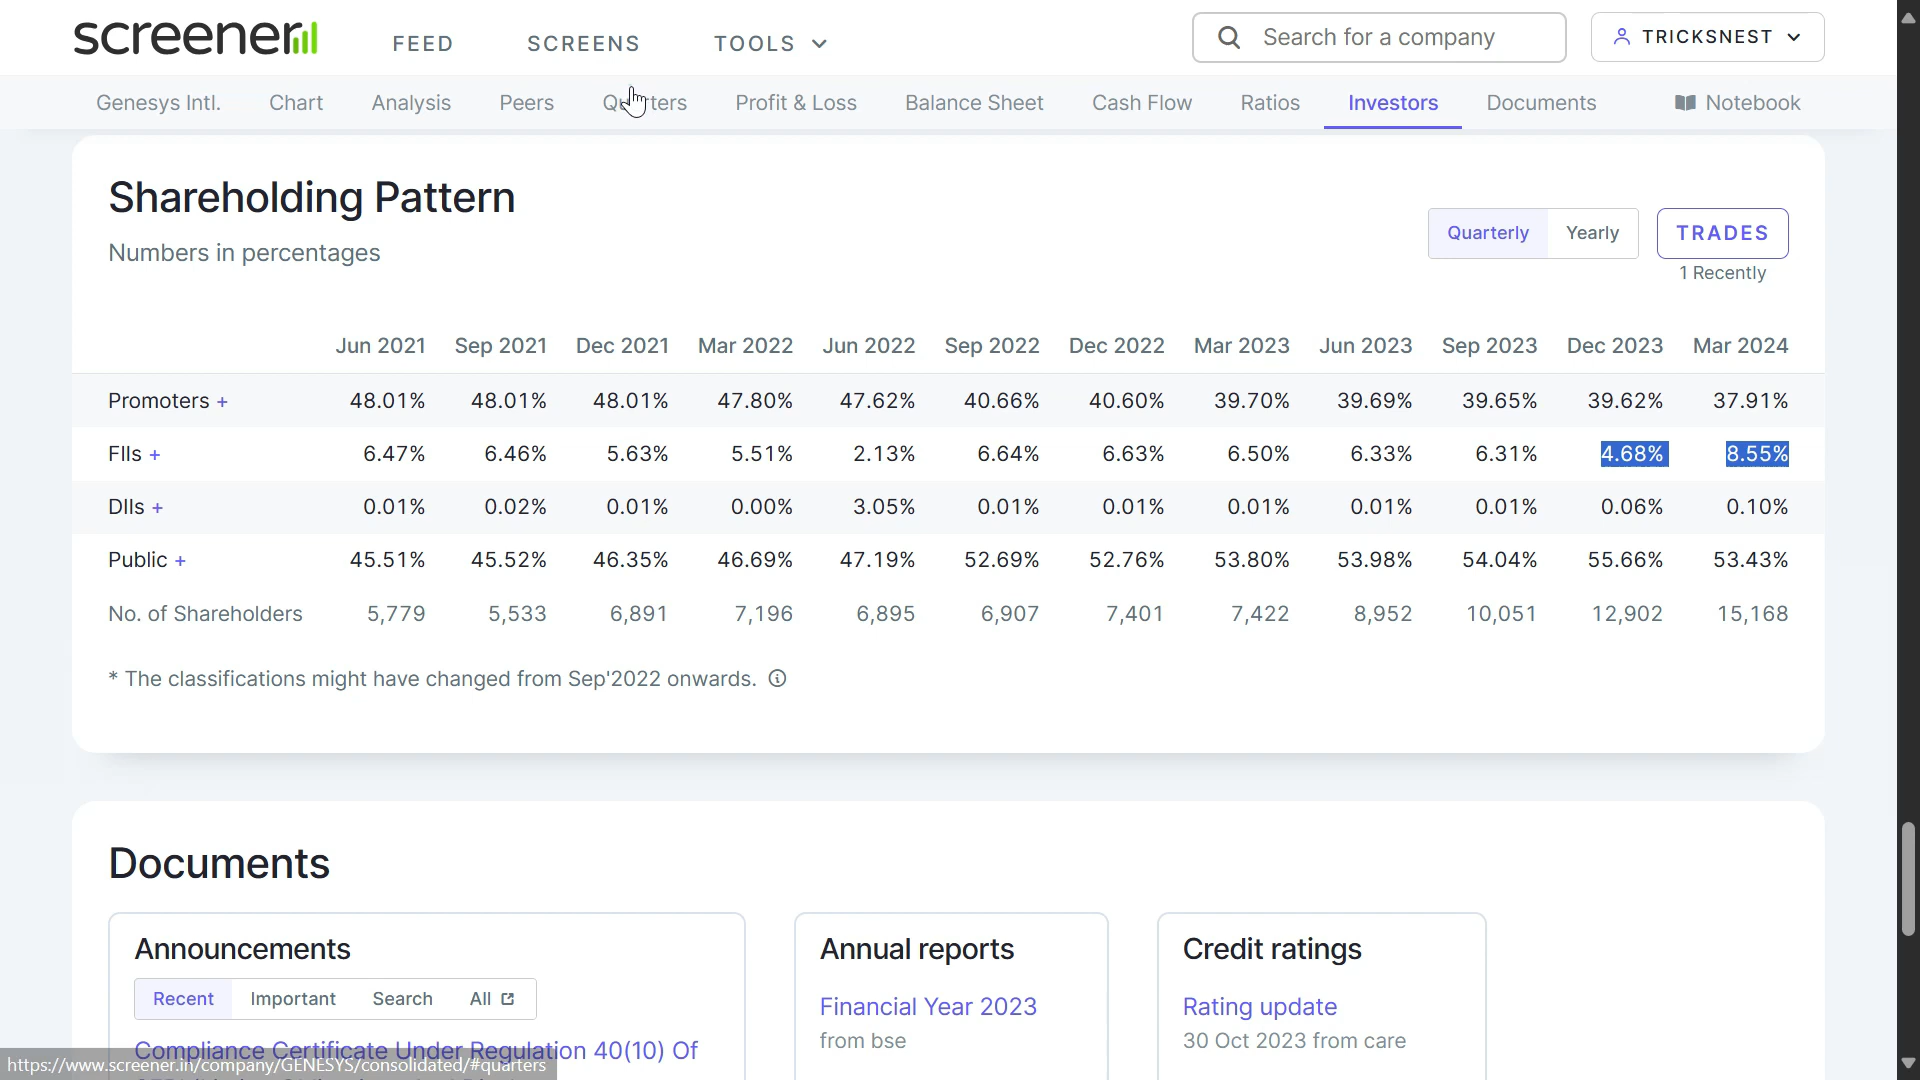 screener
FEED
SCREENS
TOOLS
Search for a company
TRICKSNEST
Genesys Intl.
Chart
Analysis
Peers
Quarters
Profit & Loss
Balance Sheet
Cash Flow
Ratios
Investors
Documents
Notebook
Shareholding Pattern
Numbers in percentages
Quarterly
Yearly
TRADES
1 Recently
Jun 2021 Sep 2021 Dec 2021 Mar 2022 Jun 2022 Sep 2022 Dec 2022 Mar 2023 Jun 2023 Sep 2023 Dec 2023 Mar 2024
Promoters + 48.01% 48.01% 48.01% 47.80% 47.62% 40.66% 40.60% 39.70% 39.69% 39.65% 39.62% 37.91%
FIIs + 6.47% 6.46% 5.63% 5.51% 2.13% 6.64% 6.63% 6.50% 6.33% 6.31% 4.68% 8.55%
DIIs + 0.01% 0.02% 0.01% 0.00% 3.05% 0.01% 0.01% 0.01% 0.01% 0.01% 0.06% 0.10%
Public + 45.51% 45.52% 46.35% 46.69% 47.19% 52.69% 52.76% 53.80% 53.98% 54.04% 55.66% 53.43%
No. of Shareholders 5,779 5,533 6,891 7,196 6,895 6,907 7,401 7,422 8,952 10,051 12,902 15,168
* The classifications might have changed from Sep'2022 onwards.
Documents
Announcements
Recent
Important
Search
All
Compliance Certificate Under Regulation 40(10) Of
Annual reports
Financial Year 2023
from bse
Credit ratings
Rating update
30 Oct 2023 from care
https://www.screener.in/company/GENESYS/consolidated/#quarters